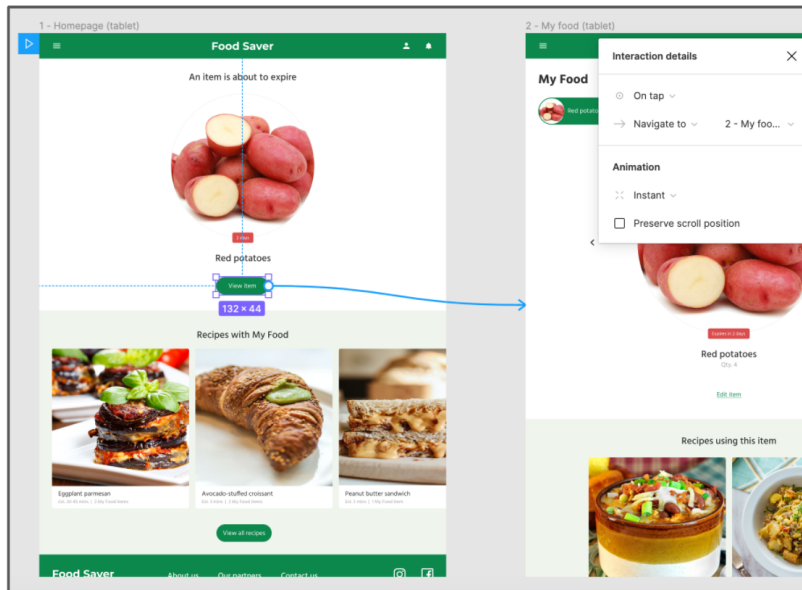 1 - Homepage (tablet)
Food Saver
An item is about to expire
2 days
Red potatoes
View item
132 × 44
Recipes with My Food
Eggplant parmesan
Avocado-stuffed croissant
Peanut butter sandwich
View all recipes
Food Saver
About us
Our partners
Contact us
2 - My food (tablet)
My Food
Red potato
Interaction details
On tap
Navigate to
2 - My foo...
Animation
Instant
Preserve scroll position
Expires in 2 days
Red potatoes
Qty: 4
Edit item
Recipes using this item